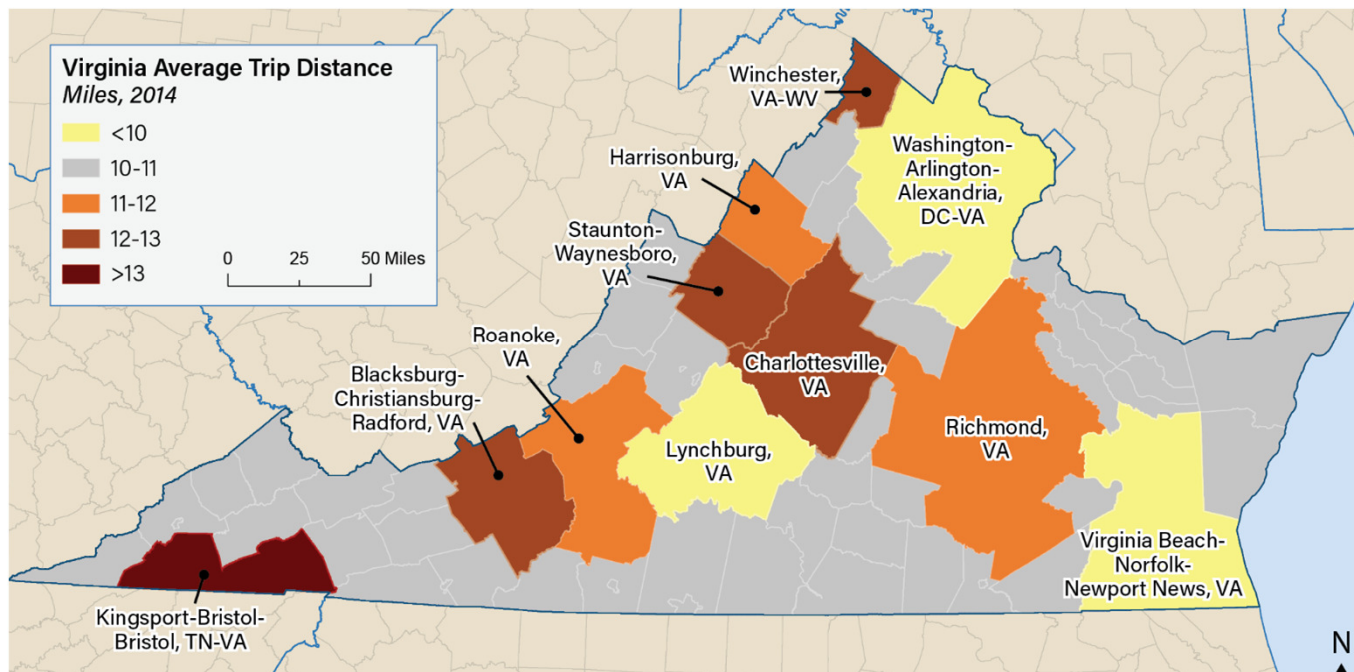 Virginia Average Trip Distance
Miles, 2014
<10
10-11
11-12
12-13
>13
0 25 50 Miles
Winchester,
VA-WV
Washington-
Arlington-
Alexandria,
DC-VA
Harrisonburg,
VA
Staunton-
Waynesboro,
VA
Roanoke,
VA
Charlottesville,
VA
Blacksburg-
Christiansburg-
Radford, VA
Lynchburg,
VA
Richmond,
VA
Virginia Beach-
Norfolk-
Newport News, VA
Kingsport-Bristol-
Bristol, TN-VA
N